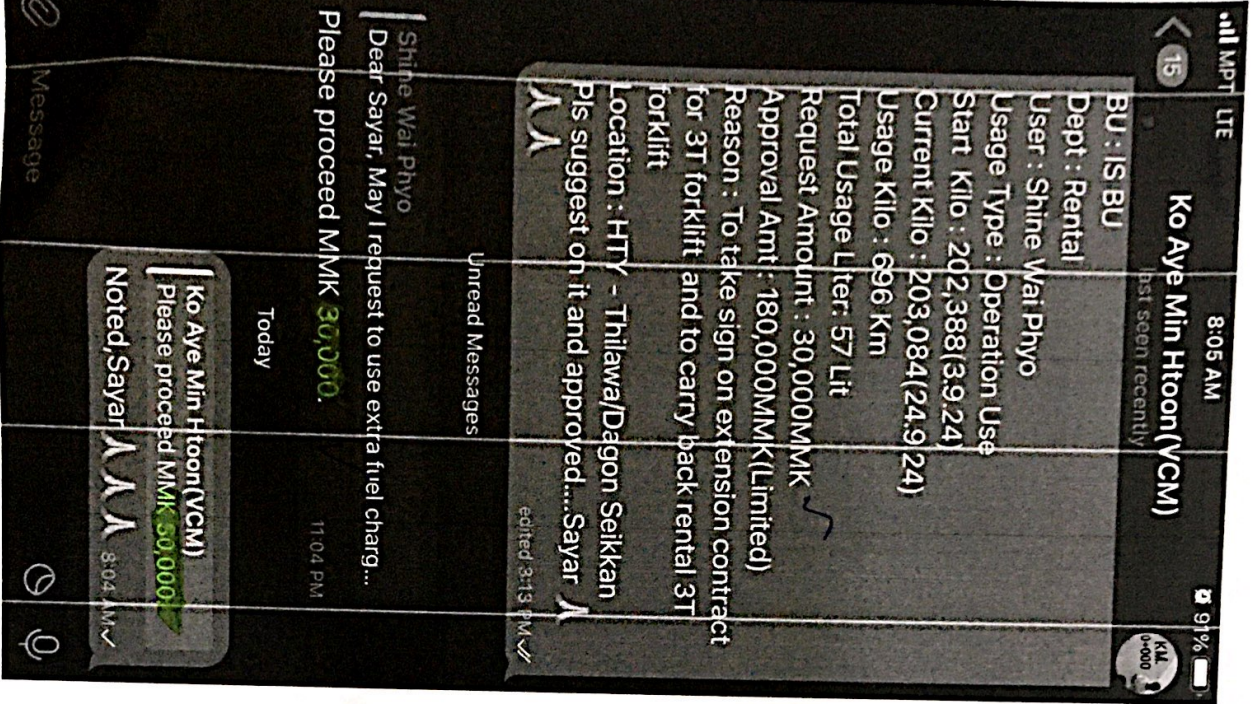 MPT LTE 8:05 AM 91%
15 Ko Aye Min Htoon(VCM)
last seen recently
KM.
0+000
BU : IS BU
Dept : Rental
User : Shine Wai Phyo
Usage Type : Operation Use
Start Kilo : 202,388(3.9.24)
Current Kilo : 203,084(24.9.24)
Usage Kilo : 696 Km
Total Usage Liter: 57 Lit
Request Amount : 30,000MMK
Approval Amt : 180,000MMK(Limited)
Reason : To take sign on extension contract
for 3T forklift and to carry back rental 3T
forklift
Location : HTY - Thilawa/Dagon Seikkan
Pls suggest on it and approved.....Sayar 🙏
🙏🙏
edited 3:13 PM
Unread Messages
Shine Wai Phyo
Dear Sayar, May I request to use extra fuel charg...
Please proceed MMK 30,000.
11:04 PM
Today
Ko Aye Min Htoon(VCM)
Please proceed MMK 30,000.
Noted,Sayar🙏🙏🙏 8:04 AM
Message